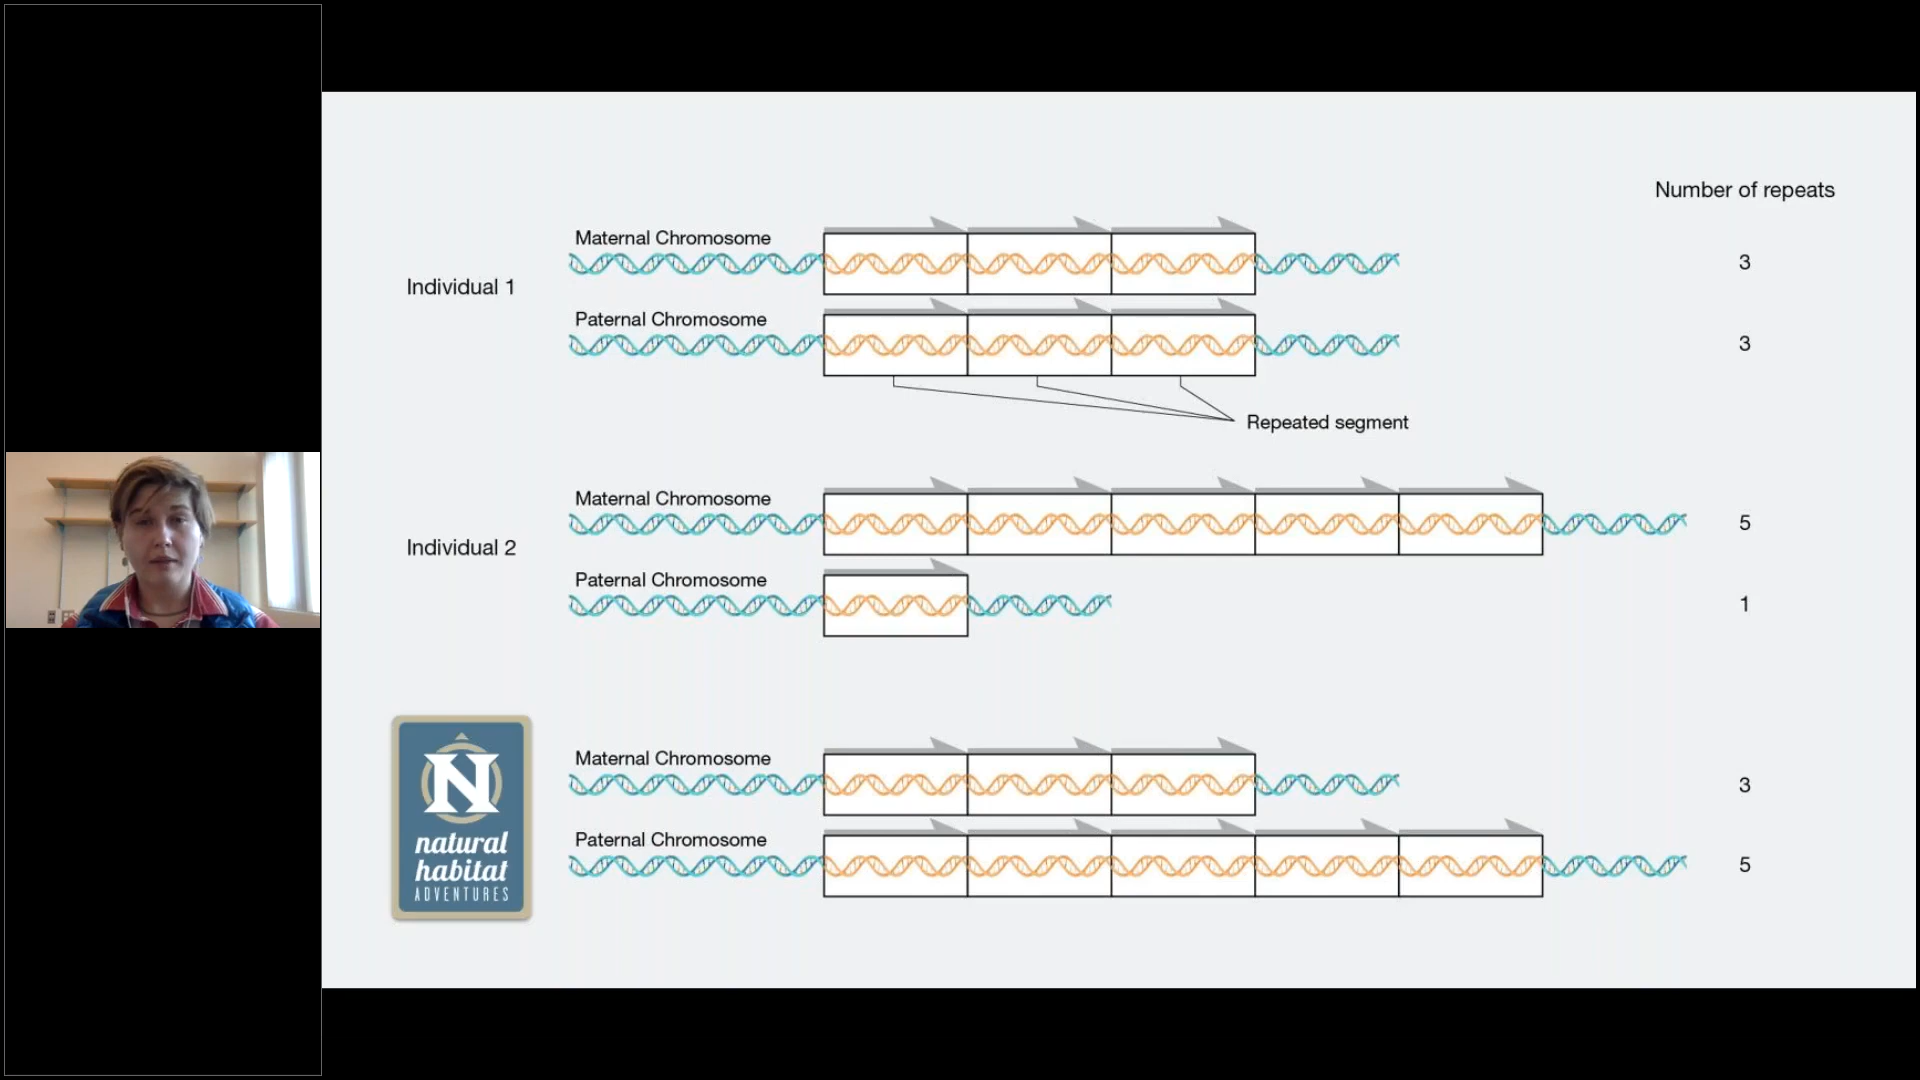 Number of repeats
Maternal Chromosome
3
Individual 1
Paternal Chromosome
3
Repeated segment
Maternal Chromosome
5
Individual 2
Paternal Chromosome
1
Maternal Chromosome
3
N
natural
habitat
ADVENTURES
Paternal Chromosome
5